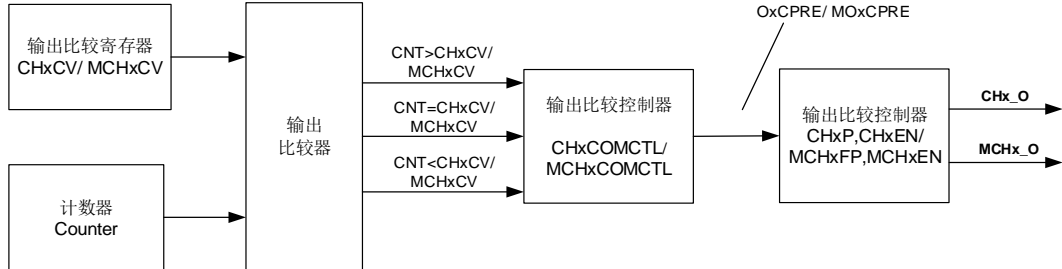 OxCPRE/ MOxCPRE
输出比较寄存器
CHxCV/ MCHxCV
计数器
Counter
输出
比较器
CNT>CHxCV/
MCHxCV
CNT=CHxCV/
MCHxCV
CNT<CHxCV/
MCHxCV
输出比较控制器
CHxCOMCTL/
MCHxCOMCTL
输出比较控制器
CHxP,CHxEN/
MCHxFP,MCHxEN
CHx_O
MCHx_O